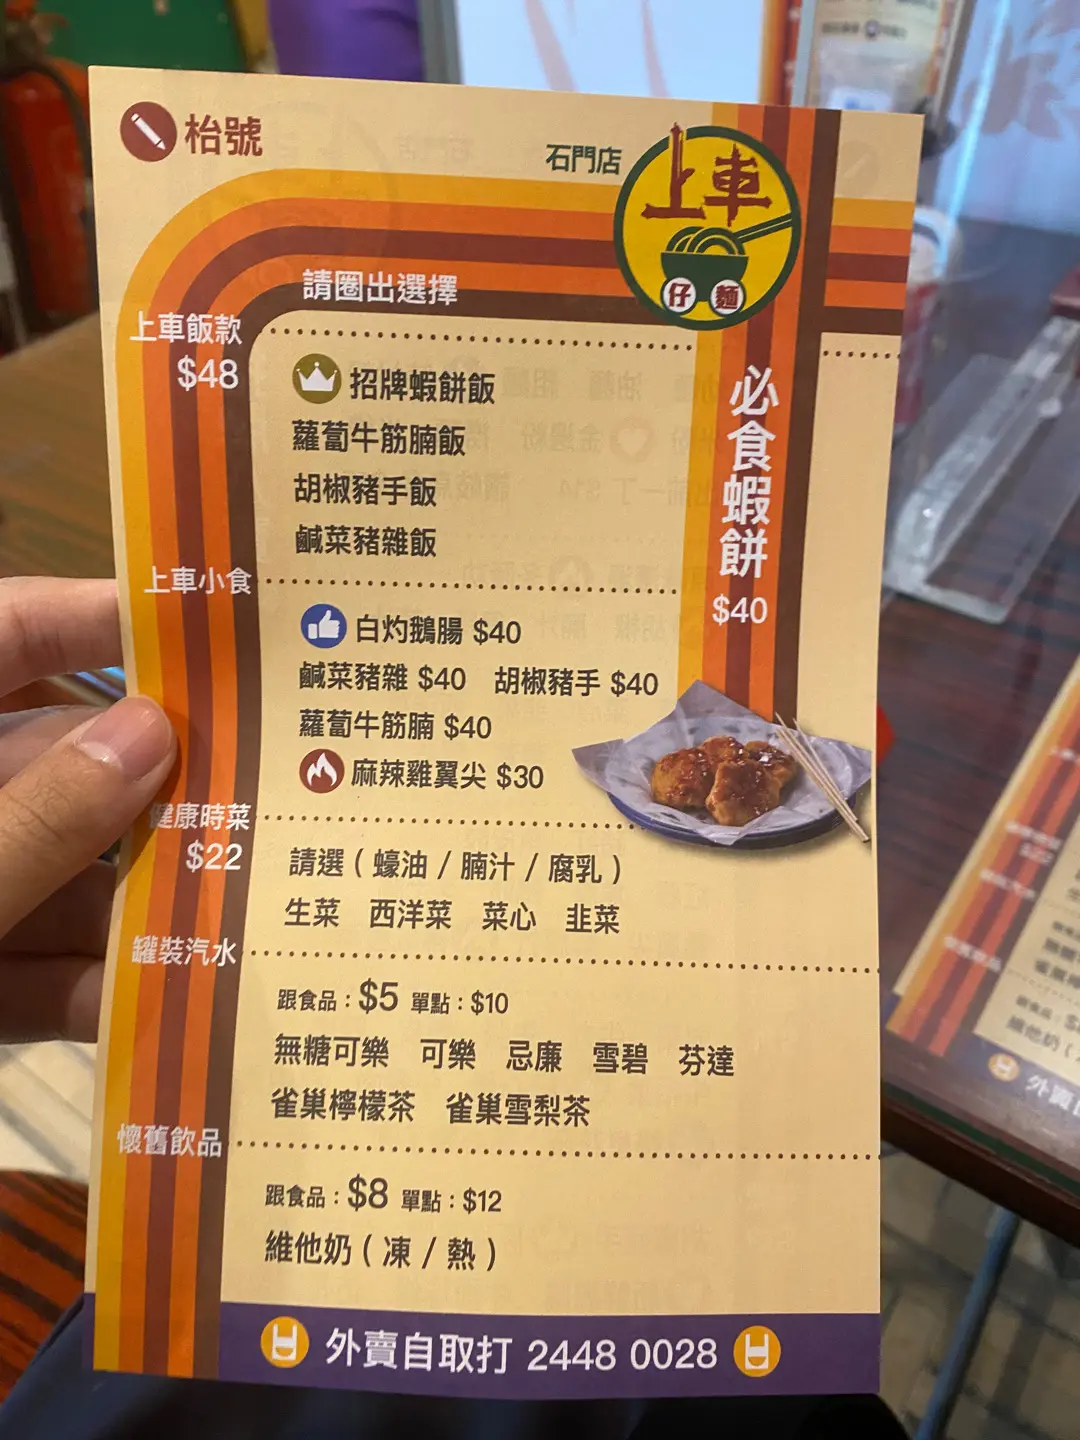 枱號
石門店
上車
仔麵
請圈出選擇
上車飯款
$48
招牌蝦餅飯
蘿蔔牛筋腩飯
胡椒豬手飯
鹹菜豬雜飯
必食蝦餅
$40
上車小食
白灼鵝腸 $40
鹹菜豬雜 $40 胡椒豬手 $40
蘿蔔牛筋腩 $40
麻辣雞翼尖 $30
健康時菜
$22
請選 ( 蠔油 / 腩汁 / 腐乳 )
生菜 西洋菜 菜心 韭菜
罐裝汽水
跟食品 : $5 單點 : $10
無糖可樂 可樂 忌廉 雪碧 芬達
雀巢檸檬茶 雀巢雪梨茶
懷舊飲品
跟食品 : $8 單點 : $12
維他奶 ( 凍 / 熱 )
外賣自取打 2448 0028